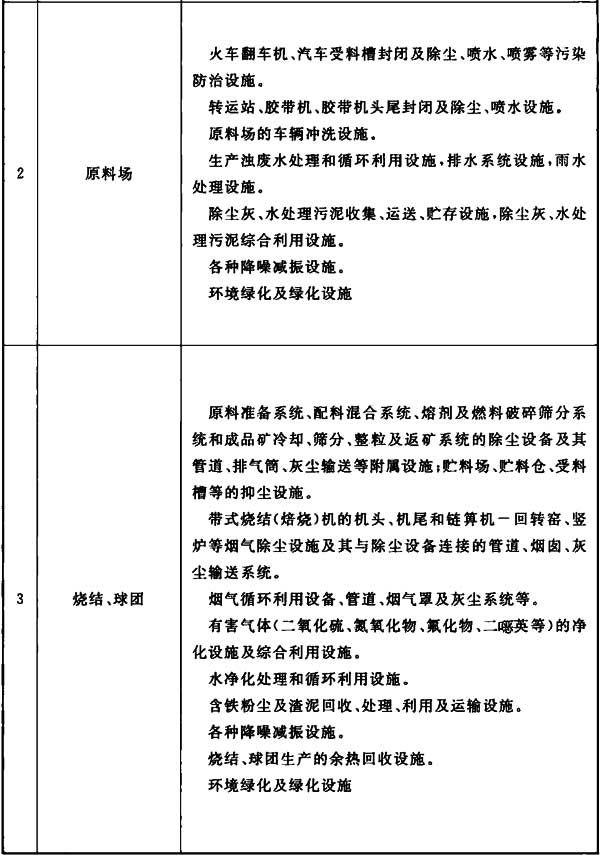 火车翻车机、汽车受料槽封闭及除尘、喷水、喷雾等污染
防治设施。
转运站、胶带机、胶带机头尾封闭及除尘、喷水设施。
原料场的车辆冲洗设施。
2
原料场
生产浊废水处理和循环利用设施,排水系统设施,雨水
处理设施。
除尘灰、水处理污泥收集、运送、贮存设施,除尘灰、水处
理污泥综合利用设施。
各种降噪减振设施。
环境绿化及绿化设施
原料准备系统、配料混合系统、熔剂及燃料破碎筛分系
统和成品矿冷却、筛分、整粒及返矿系统的除尘设备及其
管道、排气筒、灰尘输送等附属设施;贮料场、贮料仓、受料
槽等的抑尘设施。
带式烧结(焙烧)机的机头、机尾和链箅机-回转窑、竖
炉等烟气除尘设施及其与除尘设备连接的管道、烟囱、灰
尘输送系统。
3
烧结、球团
烟气循环利用设备、管道、烟气罩及灰尘系统等。
有害气体(二氧化硫、氮氧化物、氟化物、二噁英等)的净
化设施及综合利用设施。
水净化处理和循环利用设施。
含铁粉尘及渣泥回收、处理、利用及运输设施。
各种降噪减振设施。
烧结、球团生产的余热回收设施。
环境绿化及绿化设施